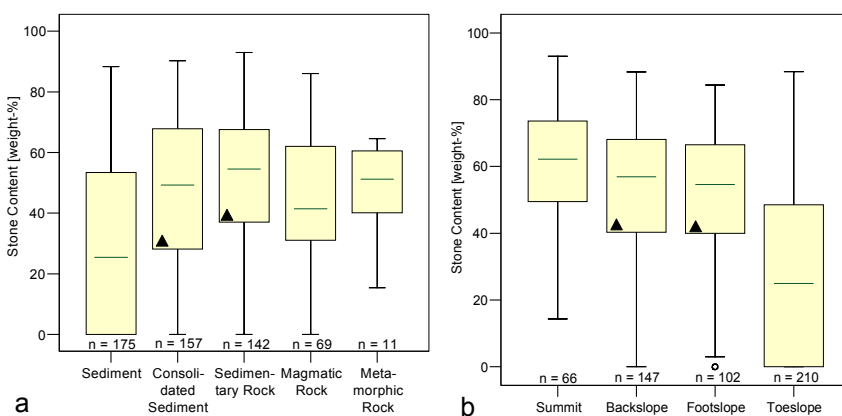 Stone Content [weight-%]
100
80
60
40
20
0
n = 175 n = 157 n = 142 n = 69 n = 11
Sediment Consoli- Sedimen- Magmatic Meta-
dated tary Rock Rock morphic
Sediment Rock
a
Stone Content [weight-%]
100
80
60
40
20
0
n = 66 n = 147 n = 102 n = 210
Summit Backslope Footslope Toeslope
b